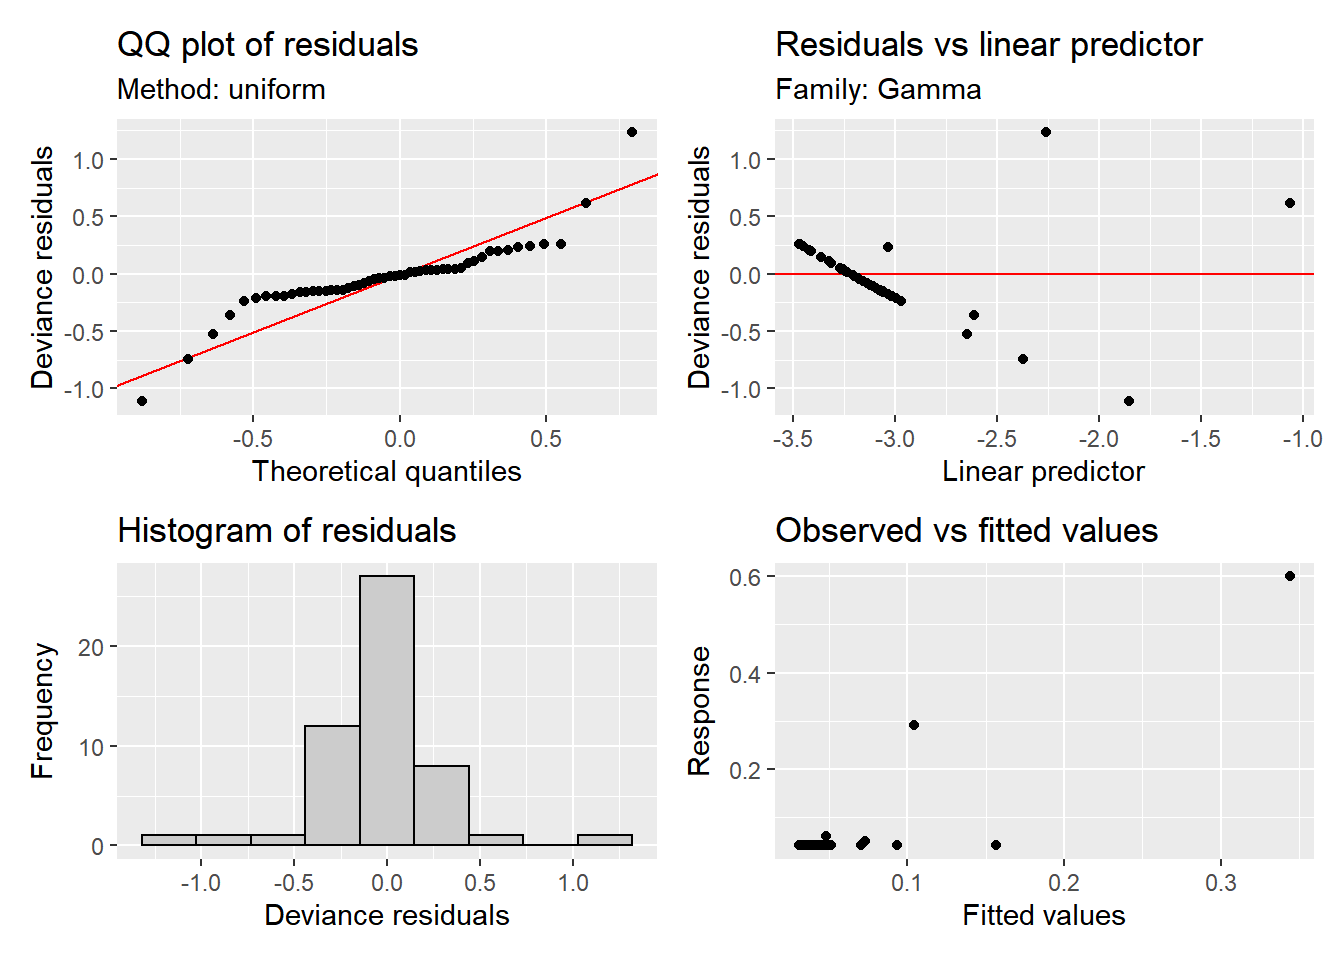 QQ plot of residuals
Method: uniform
Deviance residuals
1.0
0.5
0.0
-0.5
-1.0
-0.5
0.0
0.5
Theoretical quantiles
Residuals vs linear predictor
Family: Gamma
Deviance residuals
1.0
0.5
0.0
-0.5
-1.0
-3.5
-3.0
-2.5
-2.0
-1.5
-1.0
Linear predictor
Histogram of residuals
Frequency
20
10
0
-1.0
-0.5
0.0
0.5
1.0
Deviance residuals
Observed vs fitted values
Response
0.6
0.4
0.2
0.1
0.2
0.3
Fitted values